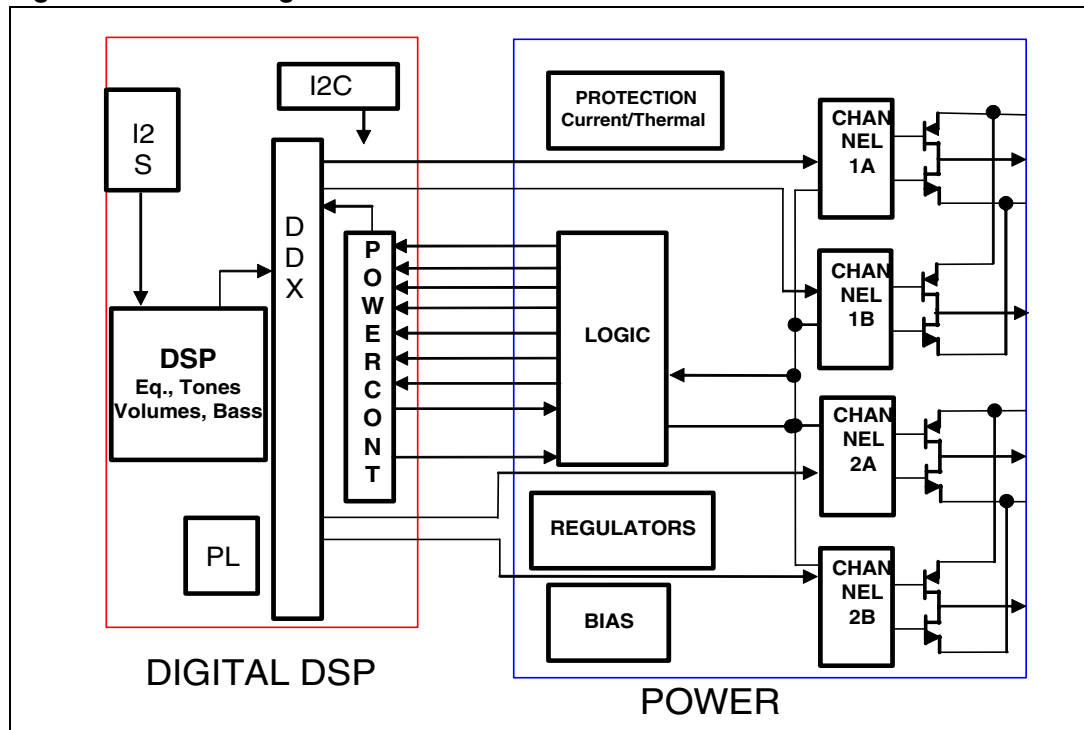 I2C
I2
S
PROTECTION
Current/Thermal
CHAN
NEL
1A
D
D
X
P
O
W
E
R
C
O
N
T
LOGIC
CHAN
NEL
1B
DSP
Eq., Tones
Volumes, Bass
CHAN
NEL
2A
REGULATORS
PL
BIAS
CHAN
NEL
2B
DIGITAL DSP
POWER